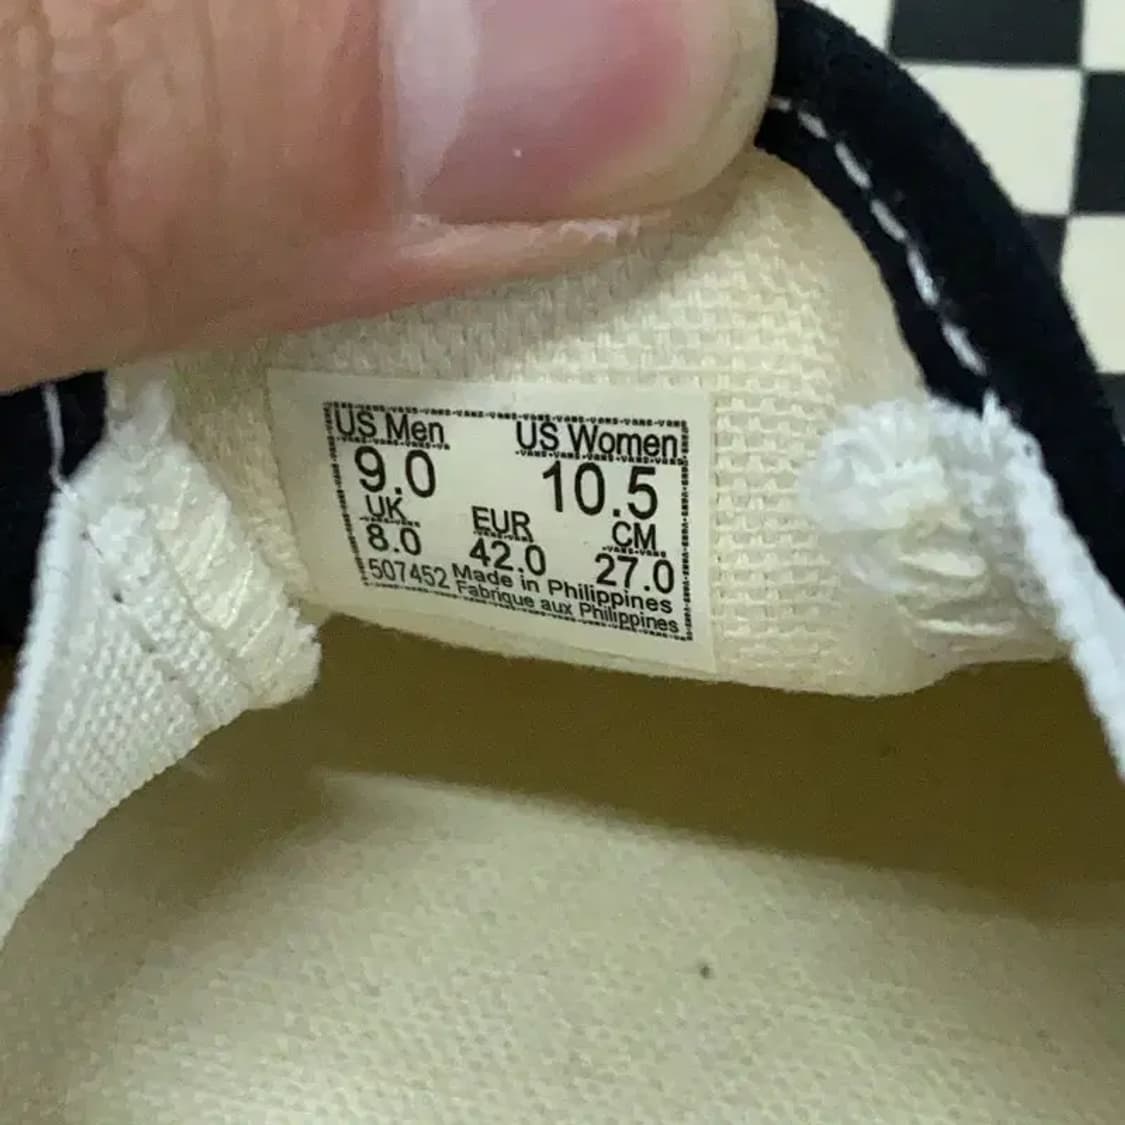 US Men US Women
9.0 10.5
UK EUR CM
8.0 42.0 27.0
507452 Made in Philippines
Fabrique aux Philippines